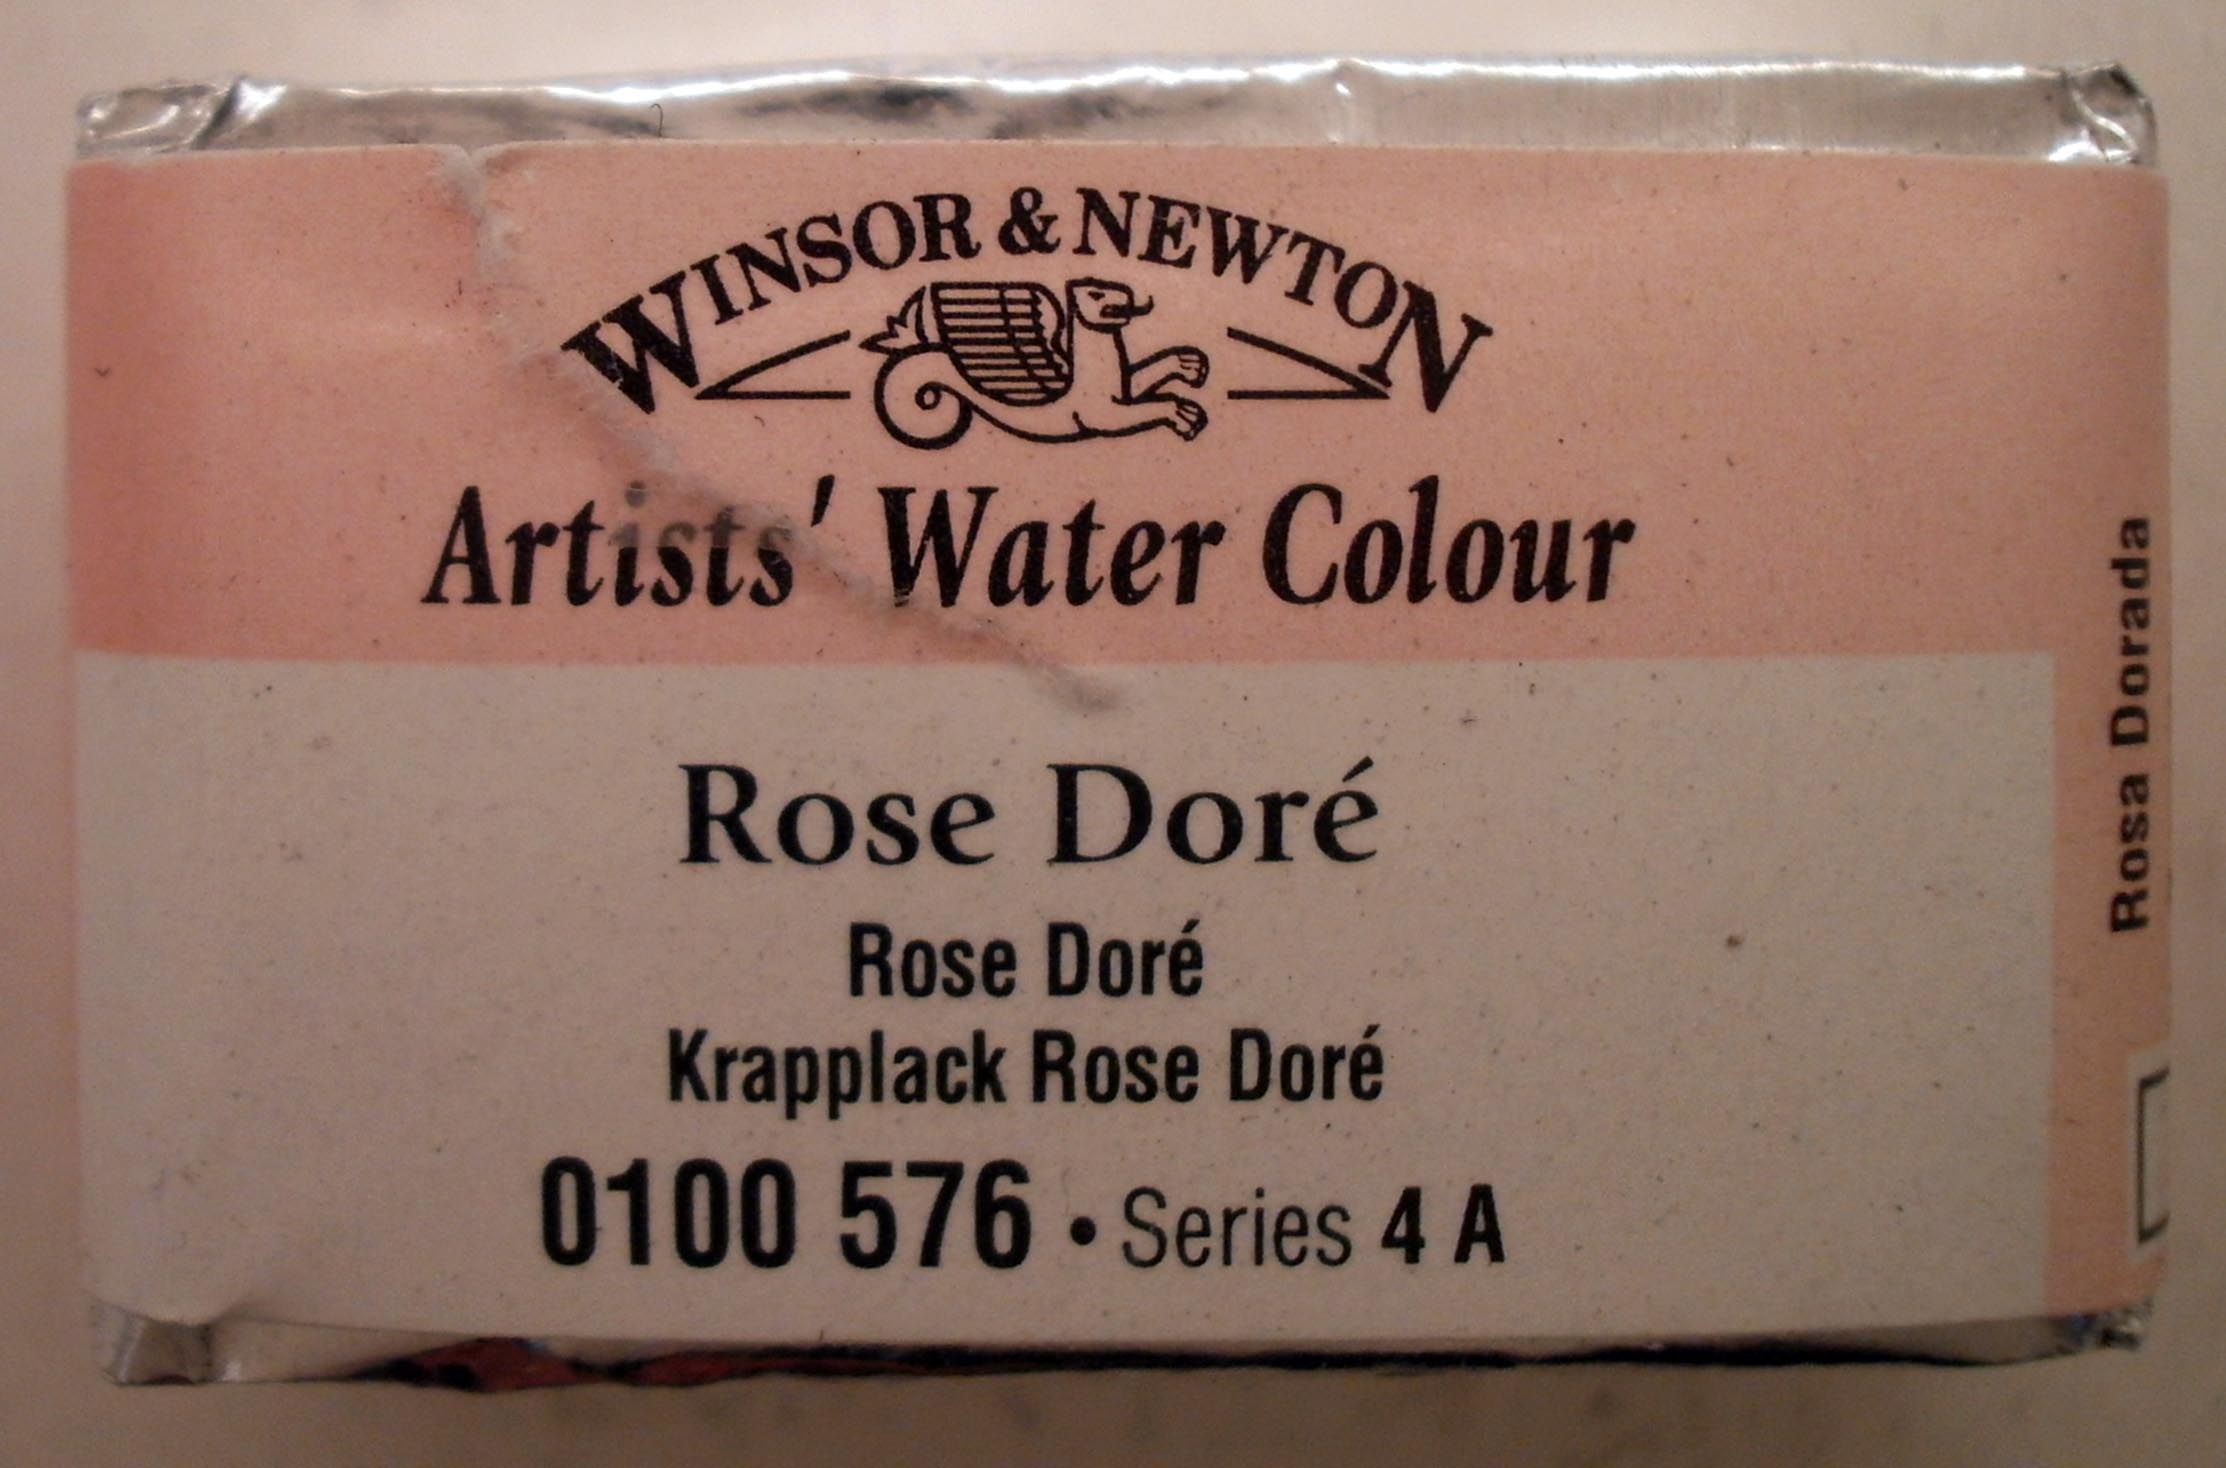 WINSOR & NEWTON
Artists' Water Colour
Rose Doré
Rose Doré
Krapplack Rose Doré
0100 576 • Series 4 A
Rosa Dorada